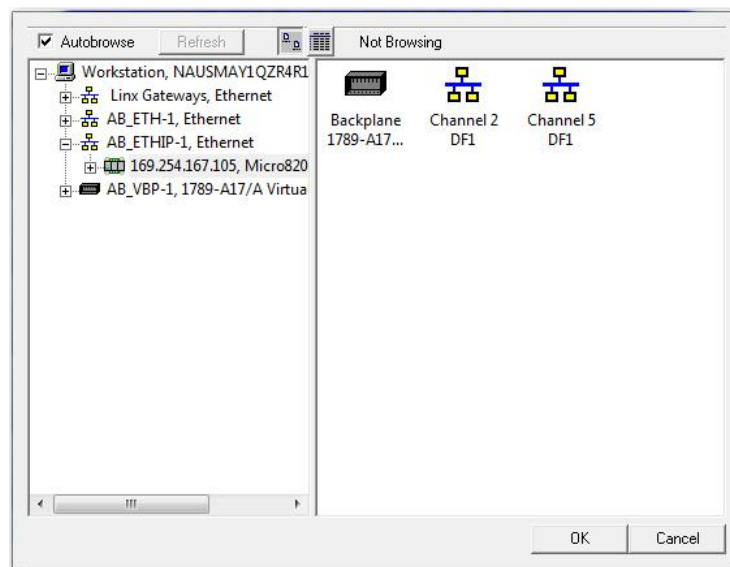 Autobrowse
Refresh
Not Browsing
Workstation, NAUSMAY1QZR4R1
Linx Gateways, Ethernet
AB_ETH-1, Ethernet
AB_ETHIP-1, Ethernet
169.254.167.105, Micro820
AB_VBP-1, 1789-A17/A Virtua
Backplane
1789-A17...
Channel 2
DF1
Channel 5
DF1
OK
Cancel